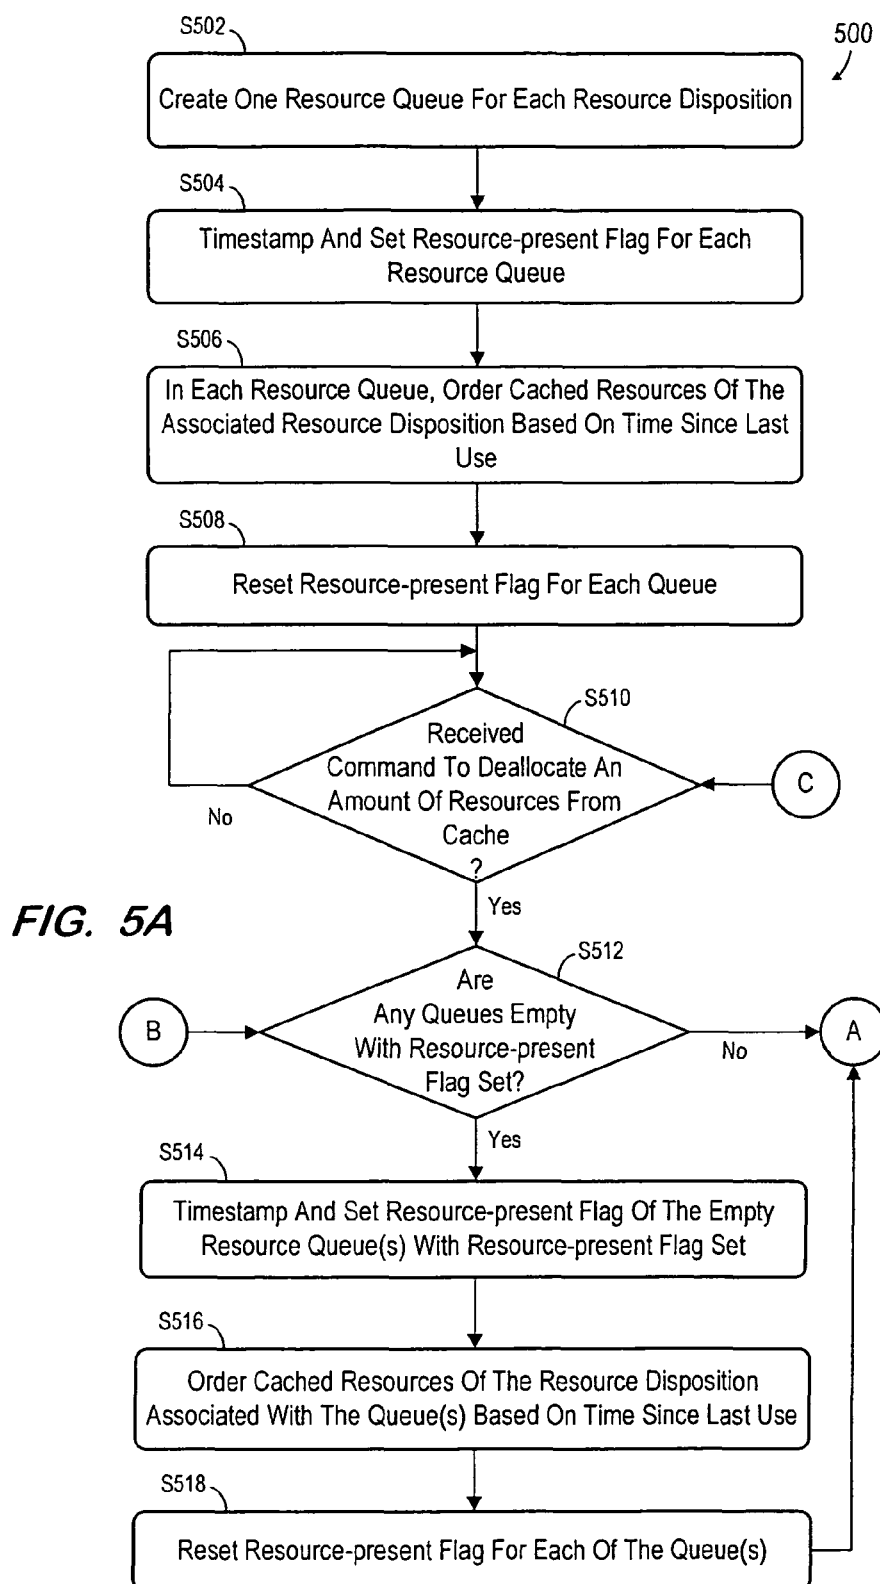 S502
500
Create One Resource Queue For Each Resource Disposition
S504
Timestamp And Set Resource-present Flag For Each
Resource Queue
S506
In Each Resource Queue, Order Cached Resources Of The
Associated Resource Disposition Based On Time Since Last
Use
S508
Reset Resource-present Flag For Each Queue
S510
Received
Command To Deallocate An
Amount Of Resources From
Cache
?
C
No
Yes
FIG. 5A
S512
Are
Any Queues Empty
With Resource-present
Flag Set?
B
A
No
Yes
S514
Timestamp And Set Resource-present Flag Of The Empty
Resource Queue(s) With Resource-present Flag Set
S516
Order Cached Resources Of The Resource Disposition
Associated With The Queue(s) Based On Time Since Last Use
S518
Reset Resource-present Flag For Each Of The Queue(s)